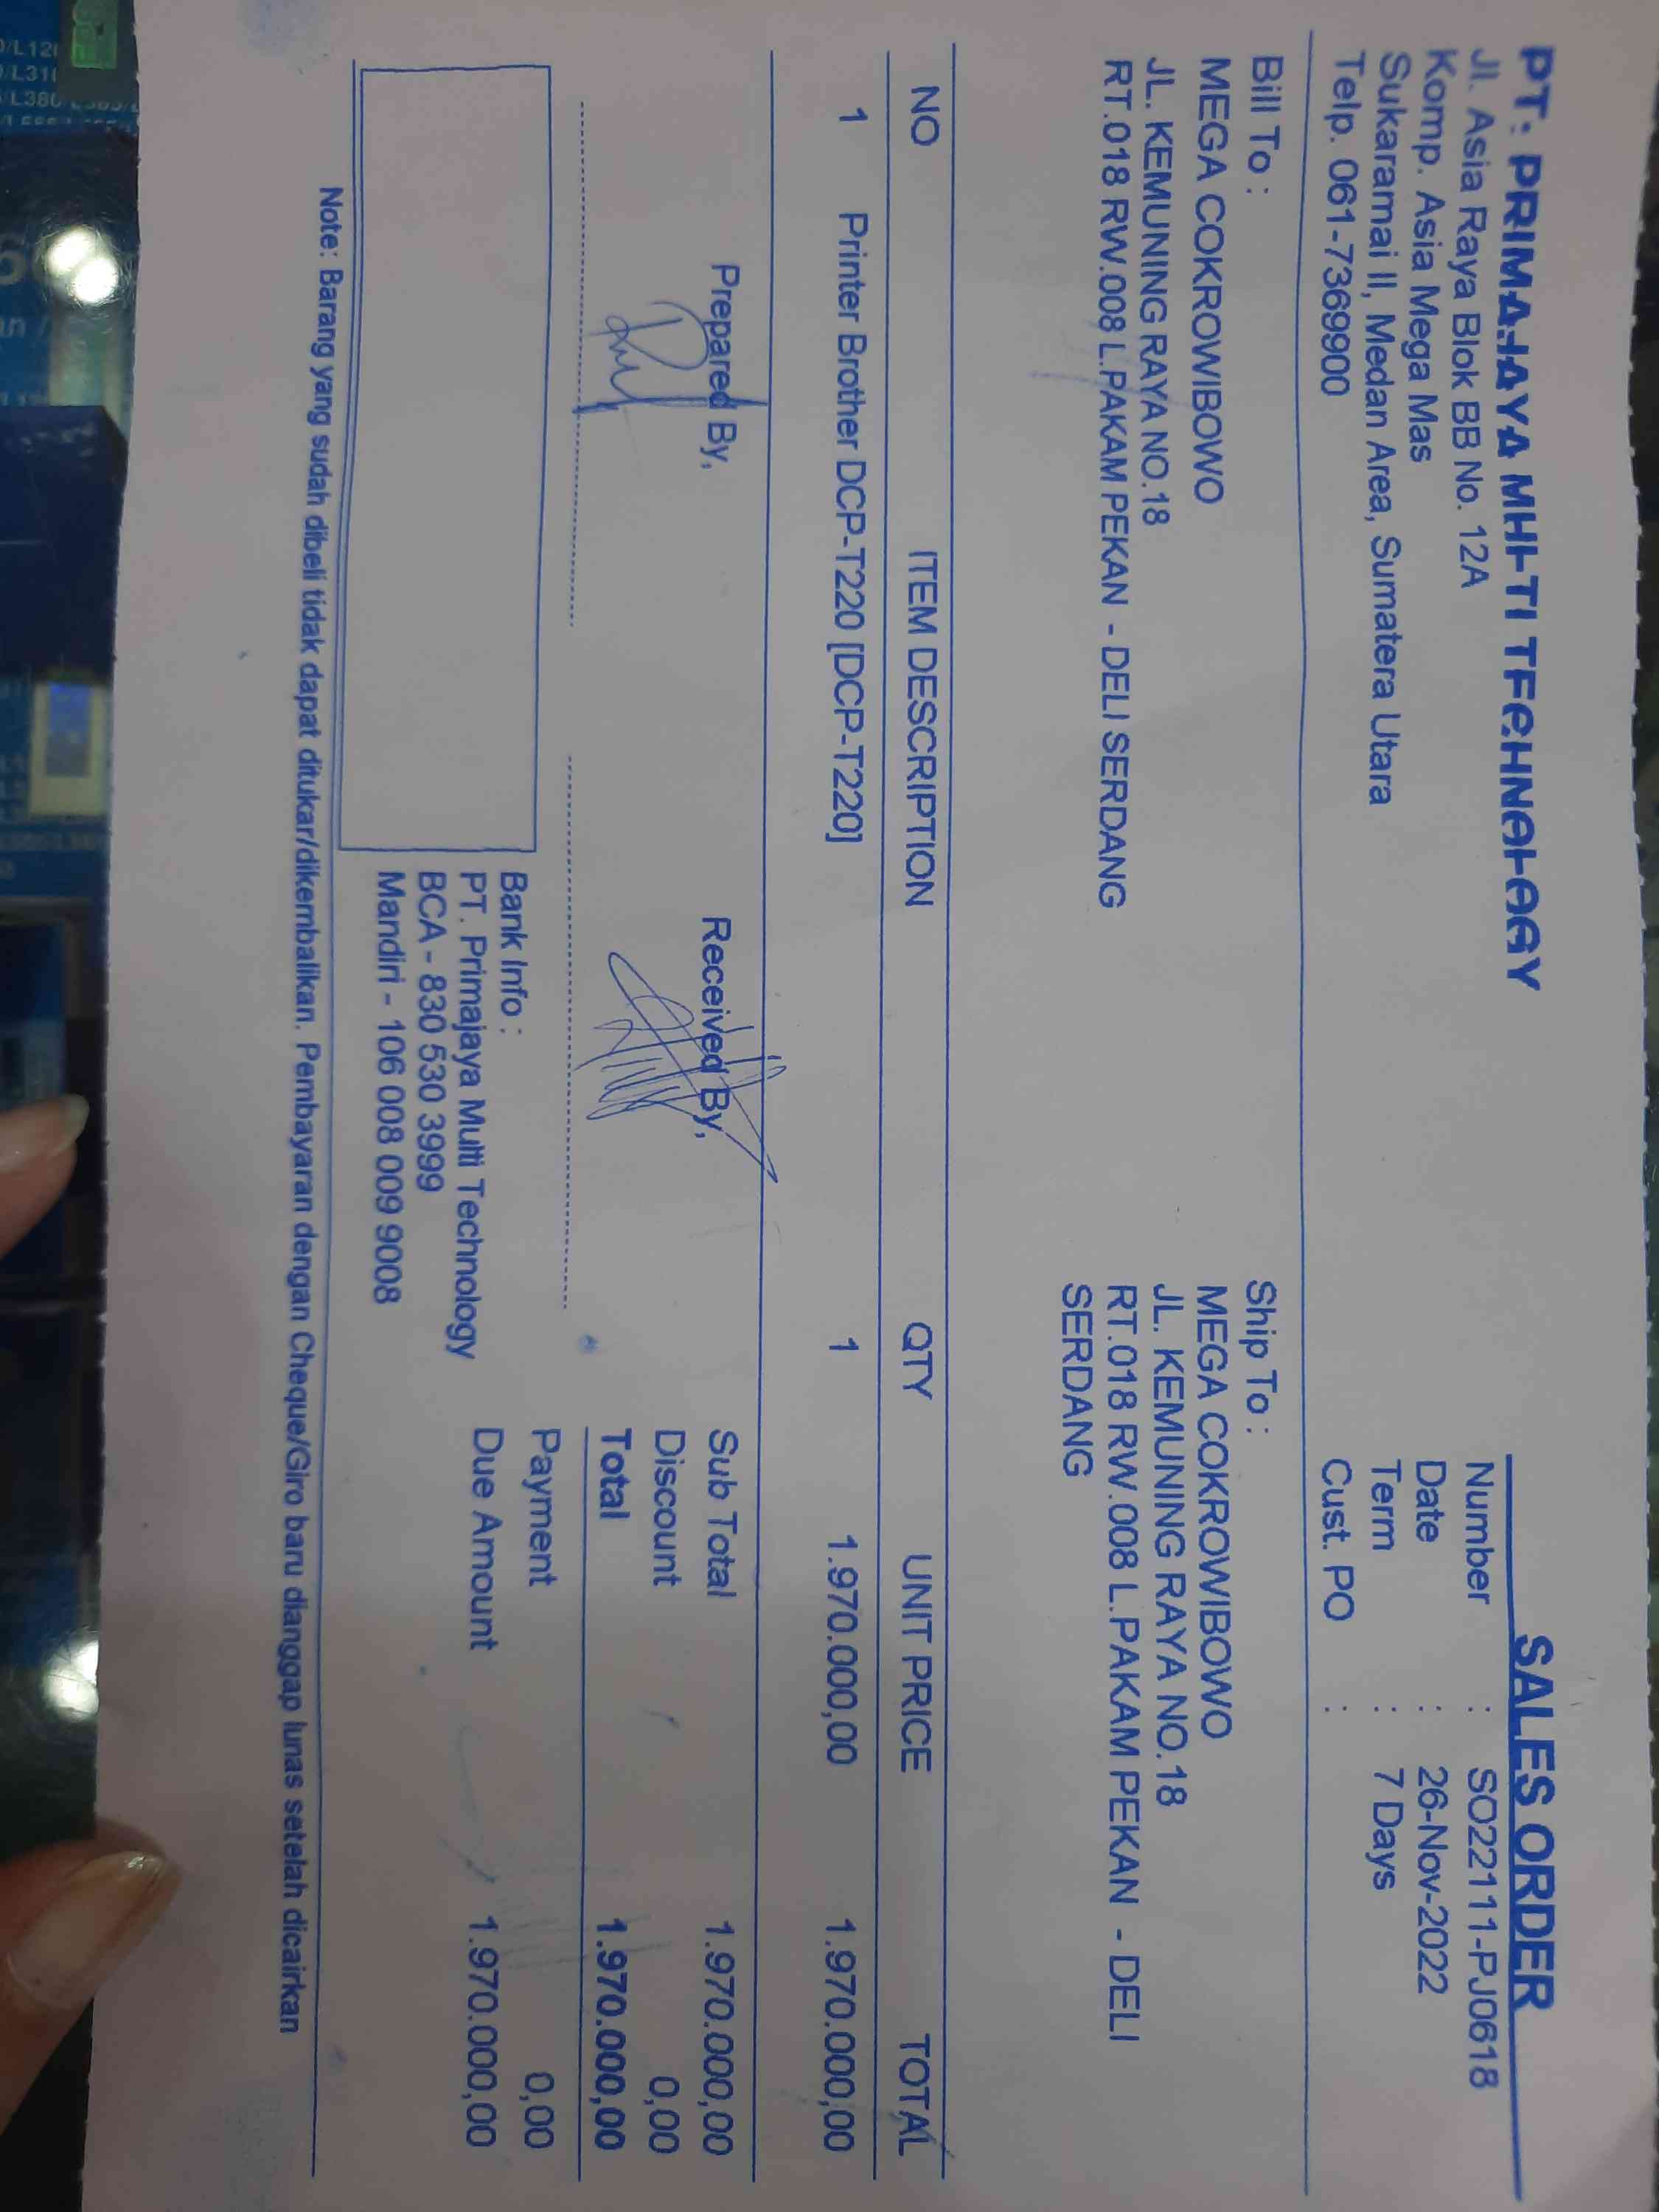 PT. PRIMAJAYA MULTI TECHNOLOGY
Jl. Asia Raya Blok BB No. 12A
Komp. Asia Mega Mas
Sukaramai II, Medan Area, Sumatera Utara
Telp. 061-7369900
SALES ORDER
Number : SO22111-PJ0618
Date : 26-Nov-2022
Term : 7 Days
Cust. PO :
Bill To :
MEGA COKROWIBOWO
JL. KEMUNING RAYA NO.18
RT.018 RW.008 L.PAKAM PEKAN - DELI SERDANG
Ship To :
MEGA COKROWIBOWO
JL. KEMUNING RAYA NO.18
RT.018 RW.008 L.PAKAM PEKAN - DELI
SERDANG
NO ITEM DESCRIPTION QTY UNIT PRICE TOTAL
1 Printer Brother DCP-T220 [DCP-T220] 1 1.970.000,00 1.970.000,00
Prepared By,
Received By,
Sub Total 1.970.000,00
Discount 0,00
Total 1.970.000,00
Payment 0,00
Due Amount 1.970.000,00
Bank Info :
PT. Primajaya Multi Technology
BCA - 830 530 3999
Mandiri - 106 008 009 9008
Note: Barang yang sudah dibeli tidak dapat ditukar/dikembalikan. Pembayaran dengan Cheque/Giro baru dianggap lunas setelah dicairkan